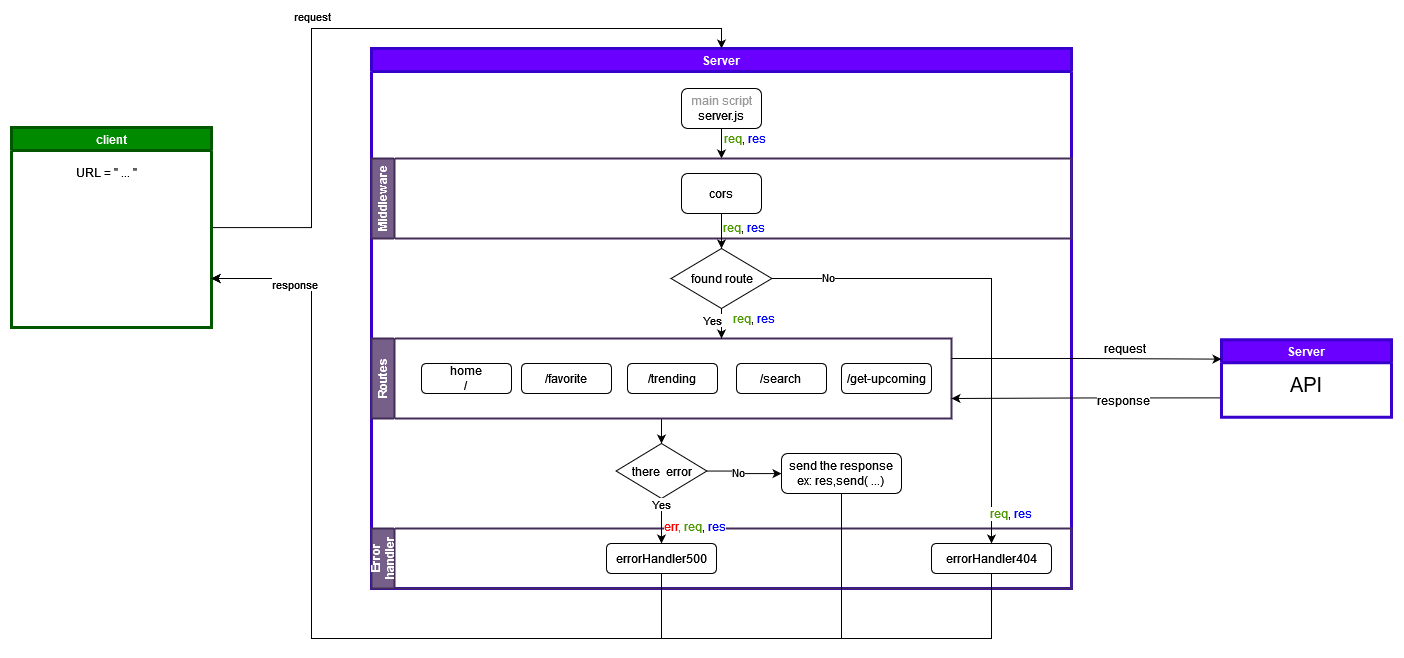 request
Server
main script
server.js
req, res
client
URL = " ... "
Middleware
cors
req, res
found route
No
response
Yes
req, res
Routes
home
/
/favorite
/trending
/search
/get-upcoming
request
response
Server
API
there  error
No
send the response
ex: res,send( ...)
Yes
req, res
err, req, res
Error
handler
errorHandler500
errorHandler404